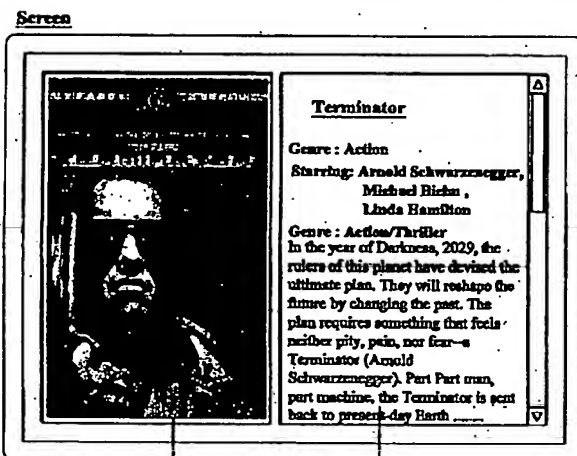 Screen
Terminator
Genre : Action
Starring: Arnold Schwarzenegger,
Michael Biehn ,
Linda Hamilton
Genre : Action/Thriller
In the year of Darkness, 2029, the
rulers of this planet have devised the
ultimate plan. They will reshape the
future by changing the past. The
plan requires something that feels
neither pity, pain, nor fear--a
Terminator (Arnold
Schwarzenegger). Part Part man,
part machine, the Terminator is sent
back to present-day Earth .......